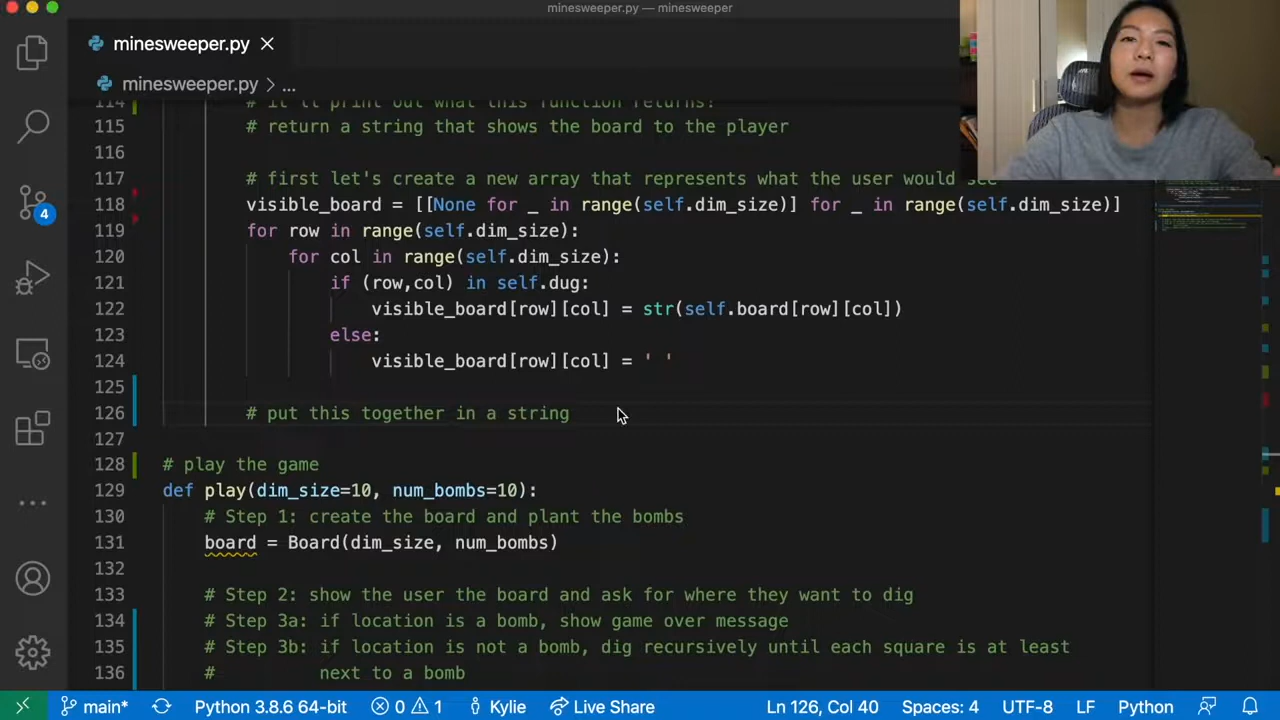 minesweeper.py — minesweeper
minesweeper.py ×
minesweeper.py > ...
114 # it'll print out what this function returns!
115 # return a string that shows the board to the player
116
117 # first let's create a new array that represents what the user would see
118 visible_board = [[None for _ in range(self.dim_size)] for _ in range(self.dim_size)]
119 for row in range(self.dim_size):
120 for col in range(self.dim_size):
121 if (row,col) in self.dug:
122 visible_board[row][col] = str(self.board[row][col])
123 else:
124 visible_board[row][col] = ' '
125
126 # put this together in a string
127
128 # play the game
129 def play(dim_size=10, num_bombs=10):
130 # Step 1: create the board and plant the bombs
131 board = Board(dim_size, num_bombs)
132
133 # Step 2: show the user the board and ask for where they want to dig
4
134 # Step 3a: if location is a bomb, show game over message
135 # Step 3b: if location is not a bomb, dig recursively until each square is at least
136 # next to a bomb
main* Python 3.8.6 64-bit 0 1 Kylie Live Share Ln 126, Col 40 Spaces: 4 UTF-8 LF Python